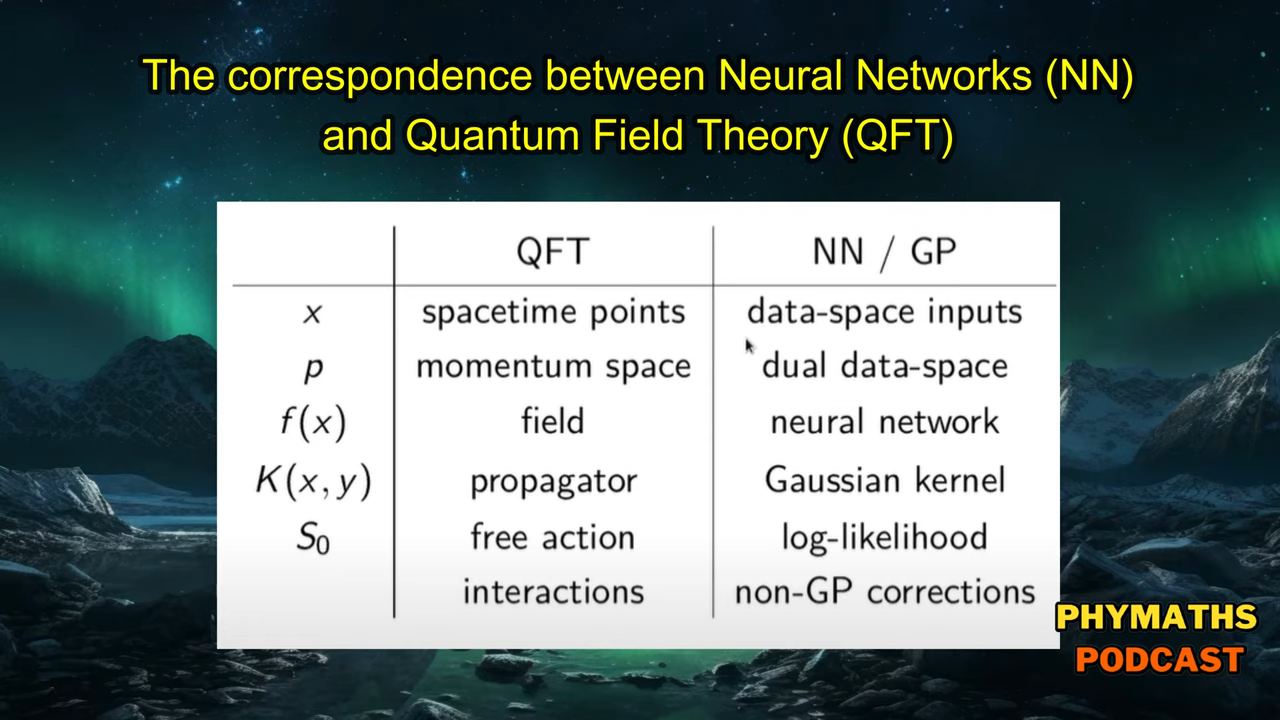 The correspondence between Neural Networks (NN)
and Quantum Field Theory (QFT)
QFT NN / GP
x spacetime points data-space inputs
p momentum space dual data-space
f(x) field neural network
K(x, y) propagator Gaussian kernel
S₀ free action log-likelihood
interactions non-GP corrections
PHYMATHS
PODCAST